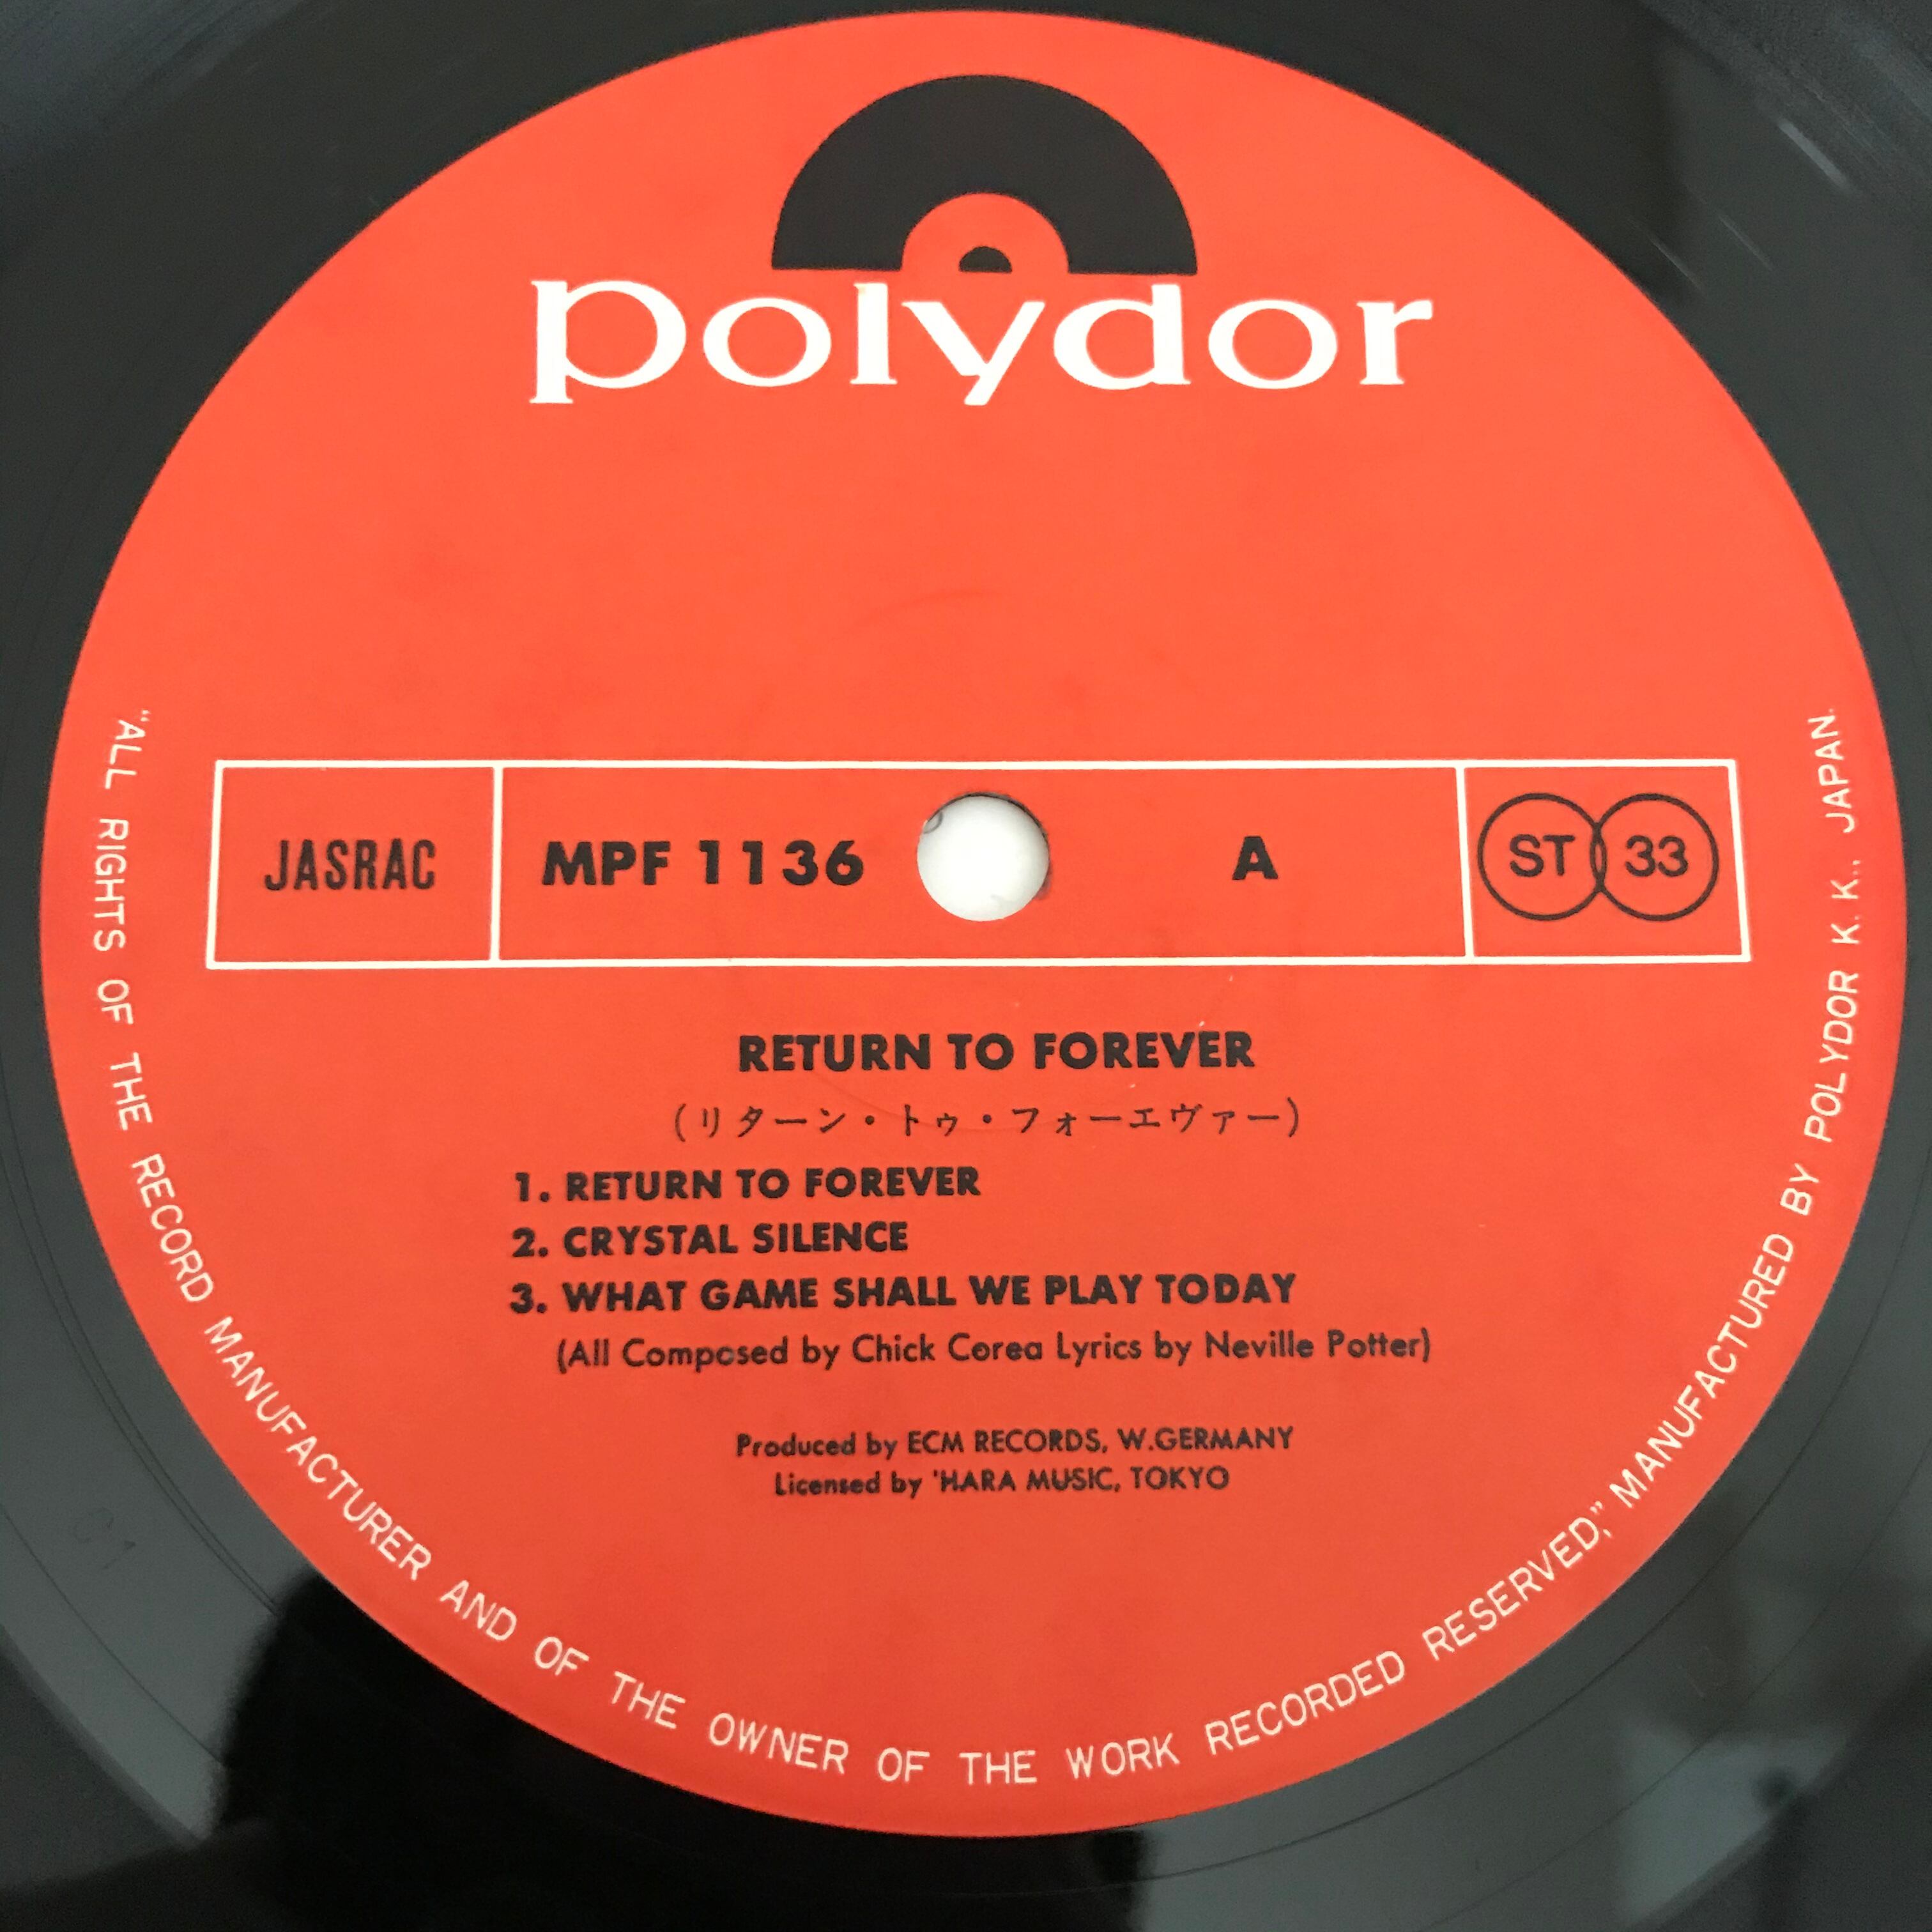 polydor
JASRAC
MPF 1136
A
ST 33
RETURN TO FOREVER
(リターン・トゥ・フォーエヴァー)
1. RETURN TO FOREVER
2. CRYSTAL SILENCE
3. WHAT GAME SHALL WE PLAY TODAY
(All Composed by Chick Corea Lyrics by Neville Potter)
Produced by ECM RECORDS, W.GERMANY
Licensed by 'HARA MUSIC, TOKYO
"ALL RIGHTS OF THE RECORD MANUFACTURER AND OF THE OWNER OF THE WORK RECORDED RESERVED," MANUFACTURED BY POLYDOR K. K., JAPAN.